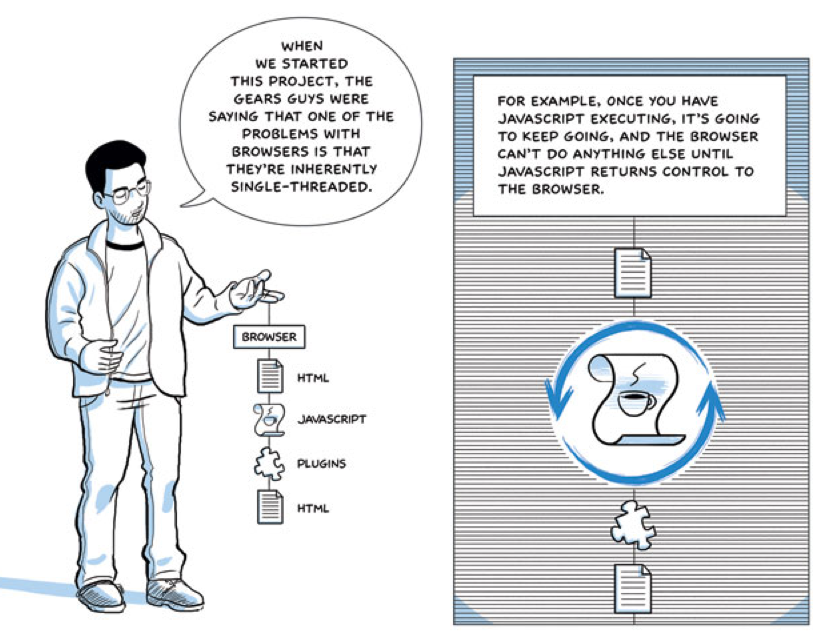 WHEN
WE STARTED
THIS PROJECT, THE
GEARS GUYS WERE
SAYING THAT ONE OF THE
PROBLEMS WITH
BROWSERS IS THAT
THEY'RE INHERENTLY
SINGLE-THREADED.
BROWSER
HTML
JAVASCRIPT
PLUGINS
HTML
FOR EXAMPLE, ONCE YOU HAVE
JAVASCRIPT EXECUTING, IT'S GOING
TO KEEP GOING, AND THE BROWSER
CAN'T DO ANYTHING ELSE UNTIL
JAVASCRIPT RETURNS CONTROL TO
THE BROWSER.